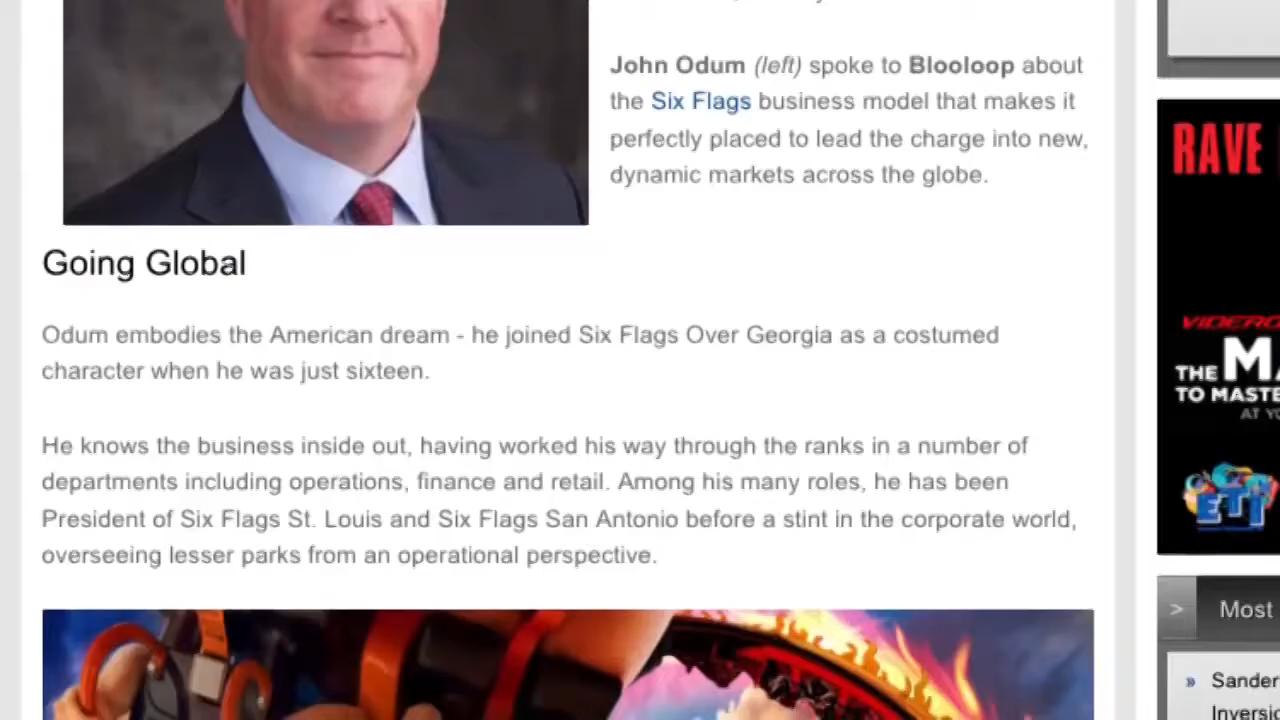 John Odum (left) spoke to Blooloop about
the Six Flags business model that makes it
perfectly placed to lead the charge into new,
dynamic markets across the globe.
Going Global
Odum embodies the American dream - he joined Six Flags Over Georgia as a costumed
character when he was just sixteen.
He knows the business inside out, having worked his way through the ranks in a number of
departments including operations, finance and retail. Among his many roles, he has been
President of Six Flags St. Louis and Six Flags San Antonio before a stint in the corporate world,
overseeing lesser parks from an operational perspective.
RAVE
THE
TO
AT
ETF
> Most
» Sander